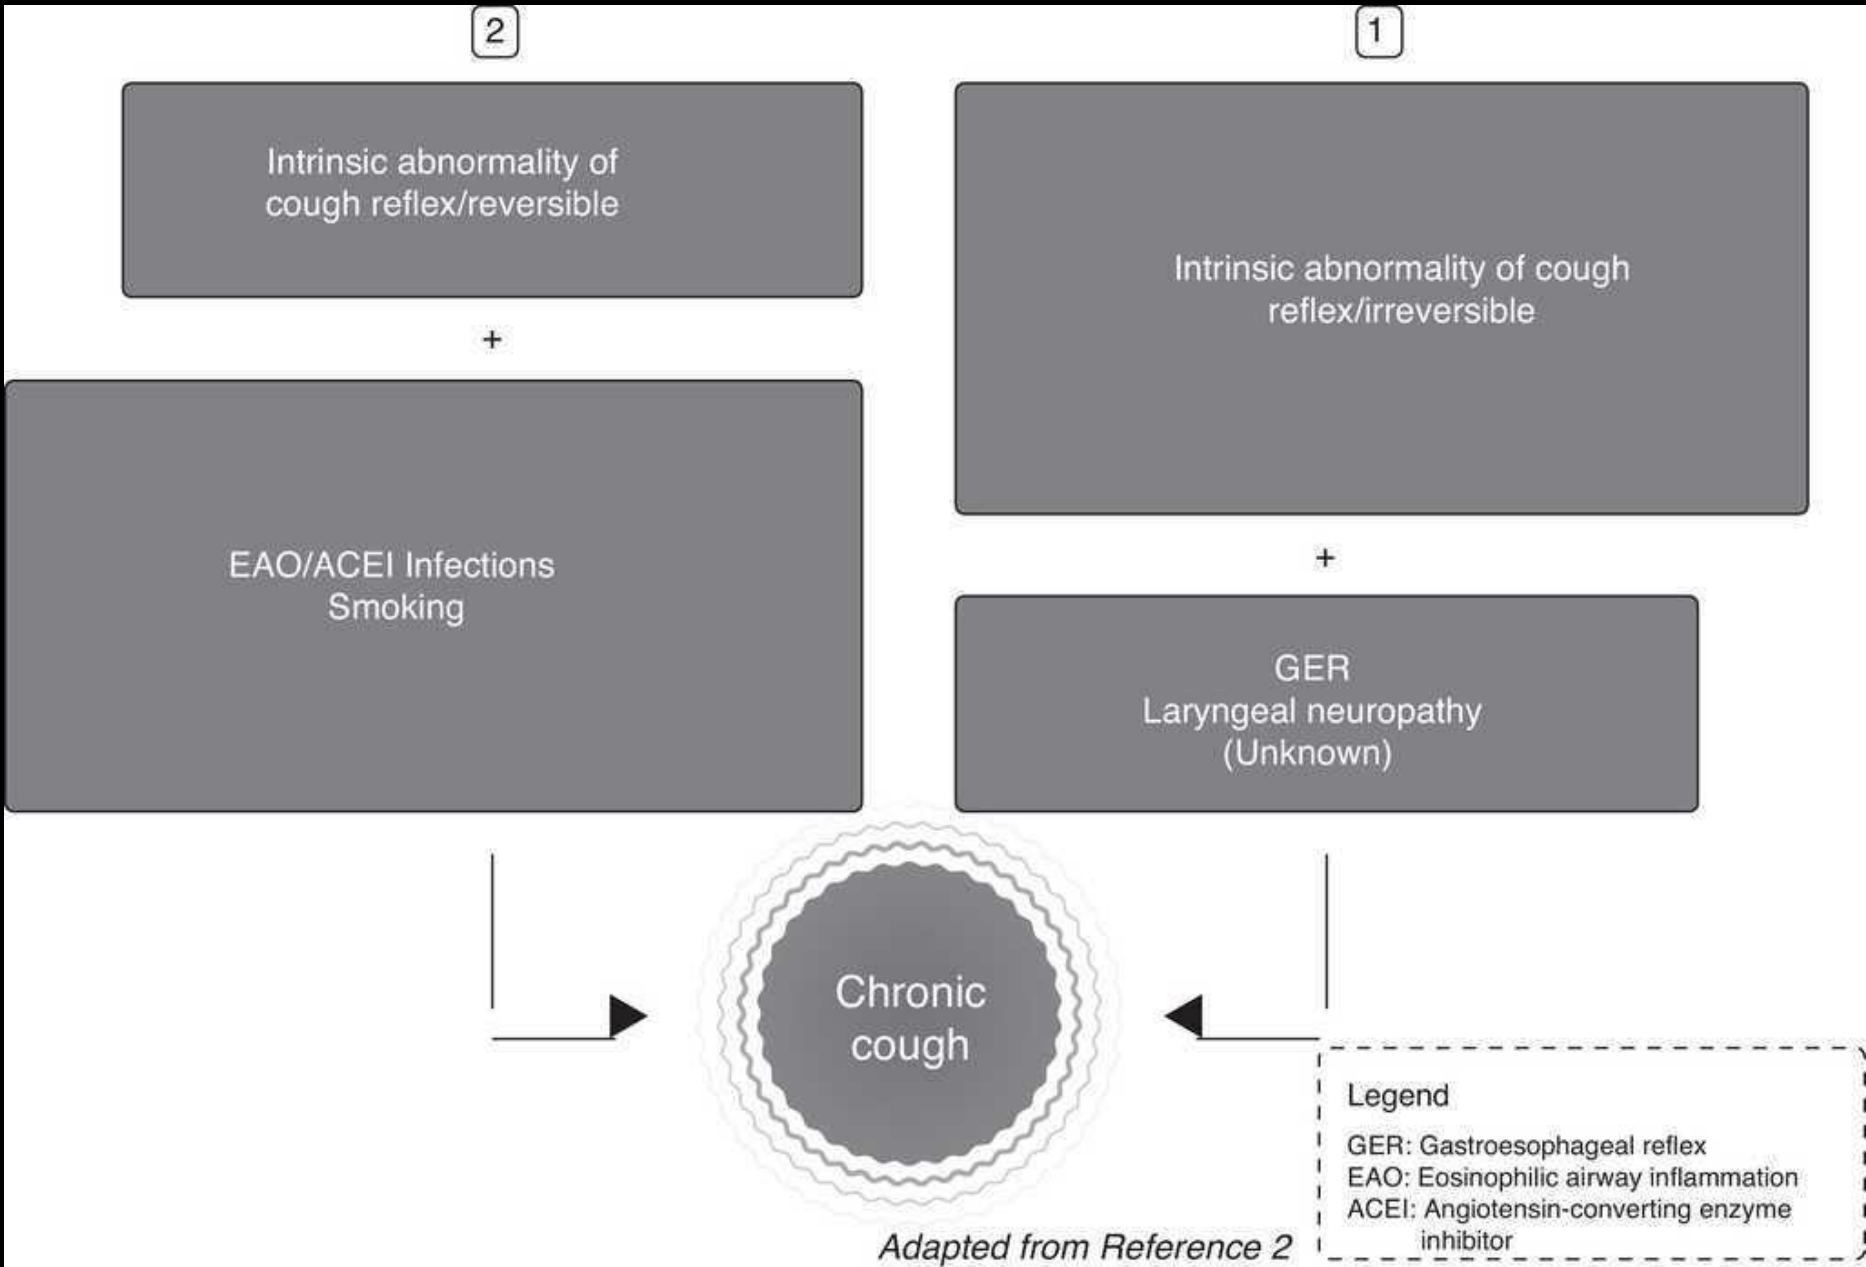 2
Intrinsic abnormality of
cough reflex/reversible
+
EAO/ACEI Infections
Smoking
1
Intrinsic abnormality of cough
reflex/irreversible
+
GER
Laryngeal neuropathy
(Unknown)
Chronic
cough
Legend
GER: Gastroesophageal reflex
EAO: Eosinophilic airway inflammation
ACEI: Angiotensin-converting enzyme
inhibitor
Adapted from Reference 2